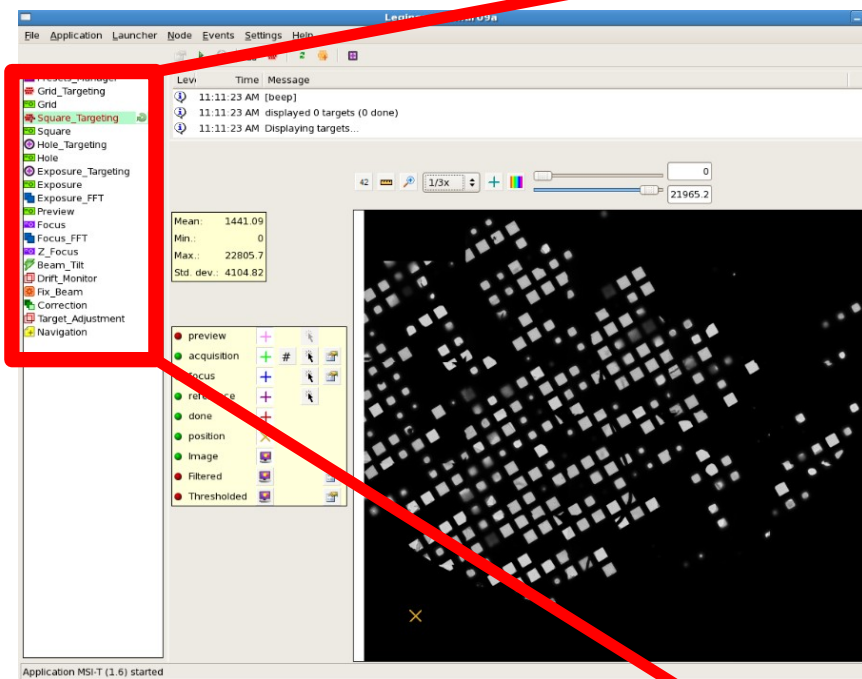 File Application Launcher Node Events Settings Help
Grid_Targeting
Grid
Square_Targeting
Square
Hole_Targeting
Hole
Exposure_Targeting
Exposure
Exposure_FFT
Preview
Focus
Focus_FFT
Z_Focus
Beam_Tilt
Drift_Monitor
Fix_Beam
Correction
Target_Adjustment
Navigation
Time Message
11:11:23 AM [beep]
11:11:23 AM displayed 0 targets (0 done)
11:11:23 AM Displaying targets...
42 1/3x 0
21965.2
Mean: 1441.09
Min.: 0
Max.: 22805.7
Std. dev.: 4104.82
preview
acquisition #
focus
reference
done
position
Image
Filtered
Thresholded
Application MSI-T (1.6) started